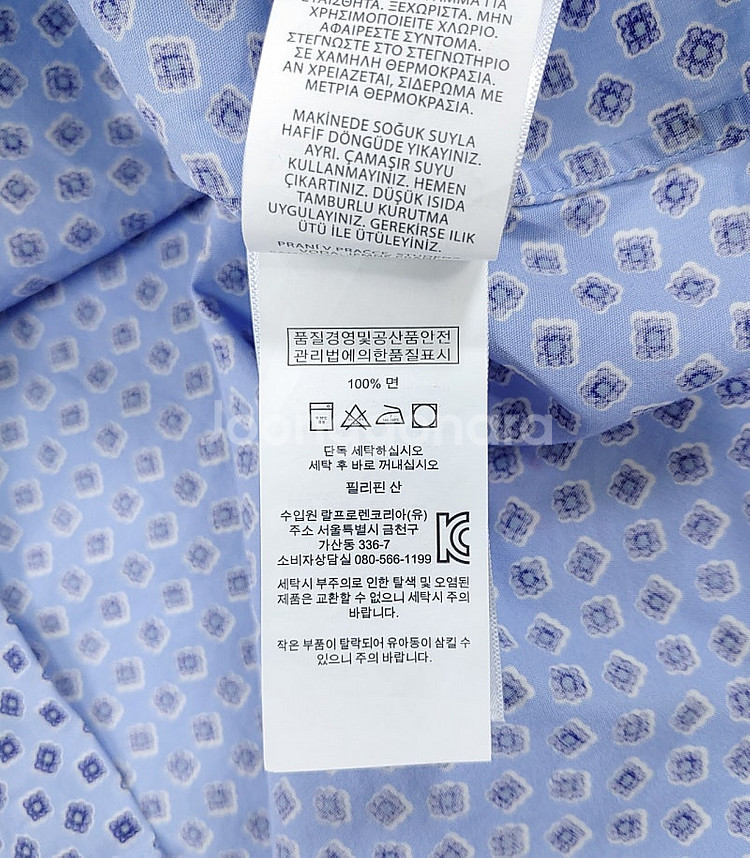 ΕΥΑΙΣΘΗΤΑ. ΞΕΧΩΡΙΣΤΑ. ΜΗΝ
ΧΡΗΣΙΜΟΠΟΙΕΙΤΕ ΧΛΩΡΙΟ.
ΑΦΑΙΡΕΣΤΕ ΣΥΝΤΟΜΑ.
ΣΤΕΓΝΩΣΤΕ ΣΤΟ ΣΤΕΓΝΩΤΗΡΙΟ
ΣΕ ΧΑΜΗΛΗ ΘΕΡΜΟΚΡΑΣΙΑ.
ΑΝ ΧΡΕΙΑΖΕΤΑΙ, ΣΙΔΕΡΩΜΑ ΜΕ
ΜΕΤΡΙΑ ΘΕΡΜΟΚΡΑΣΙΑ.
MAKİNEDE SOĞUK SUYLA
HAFİF DÖNGÜDE YIKAYINIZ.
AYRI. ÇAMAŞIR SUYU
KULLANMAYINIZ. HEMEN
ÇIKARTINIZ. DÜŞÜK ISIDA
TAMBURLU KURUTMA
UYGULAYINIZ. GEREKİRSE ILIK
ÜTÜ İLE ÜTÜLEYİNİZ.
PRANÍ V PRAČCE
품질경영및공산품안전
관리법에의한품질표시
100% 면
Joongonara
단독 세탁하십시오
세탁 후 바로 꺼내십시오
필리핀 산
수입원 랄프로렌코리아(유)
주소 서울특별시 금천구
가산동 336-7
소비자상담실 080-566-1199
세탁시 부주의로 인한 탈색 및 오염된
제품은 교환할 수 없으니 세탁시 주의
바랍니다.
작은 부품이 탈락되어 유아동이 삼킬 수
있으니 주의 바랍니다.